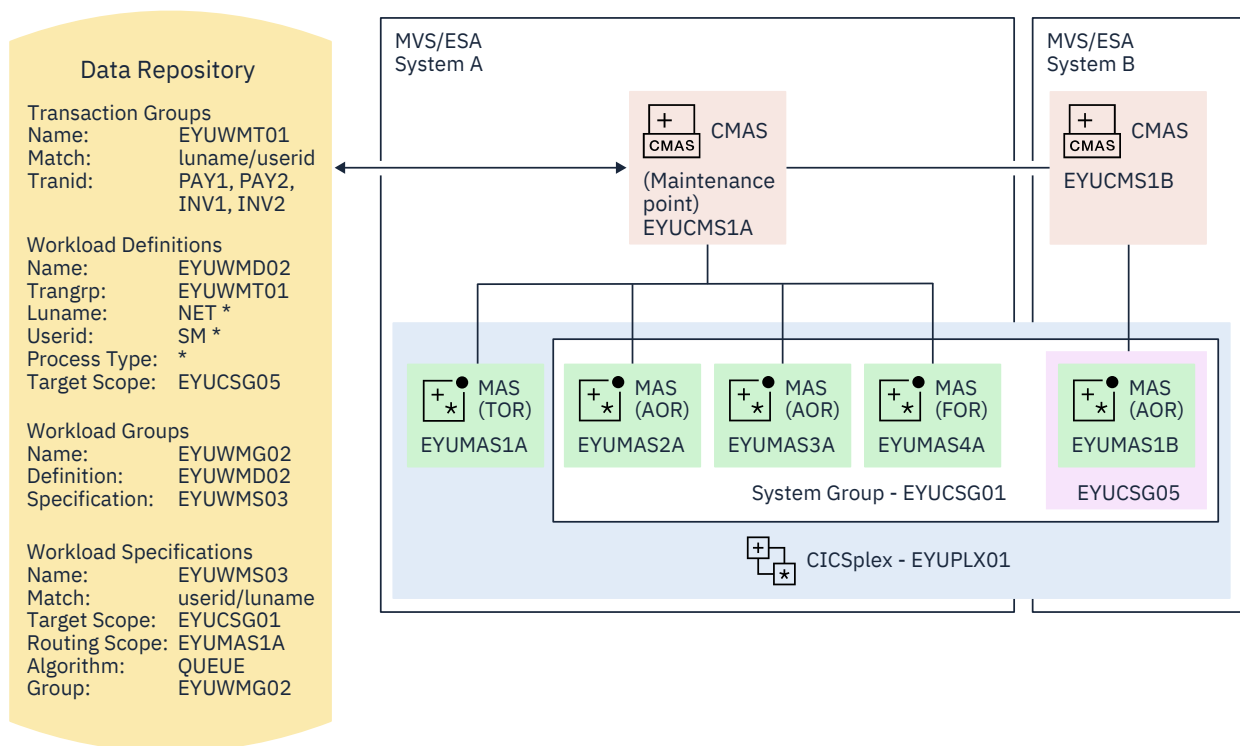 Data Repository
Transaction Groups
Name: EYUWMT01
Match: luname/userid
Tranid: PAY1, PAY2,
INV1, INV2
Workload Definitions
Name: EYUWMD02
Trangrp: EYUWMT01
Luname: NET *
Userid: SM *
Process Type: *
Target Scope: EYUCSG05
Workload Groups
Name: EYUWMG02
Definition: EYUWMD02
Specification: EYUWMS03
Workload Specifications
Name: EYUWMS03
Match: userid/luname
Target Scope: EYUCSG01
Routing Scope: EYUMAS1A
Algorithm: QUEUE
Group: EYUWMG02
MVS/ESA
System A
+
CMAS
CMAS
(Maintenance
point)
EYUCMS1A
MVS/ESA
System B
+
CMAS
CMAS
EYUCMS1B
+ *
MAS
(TOR)
EYUMAS1A
+ *
MAS
(AOR)
EYUMAS2A
+ *
MAS
(AOR)
EYUMAS3A
+ *
MAS
(FOR)
EYUMAS4A
+ *
MAS
(AOR)
EYUMAS1B
System Group - EYUCSG01
EYUCSG05
+ *
CICSplex - EYUPLX01